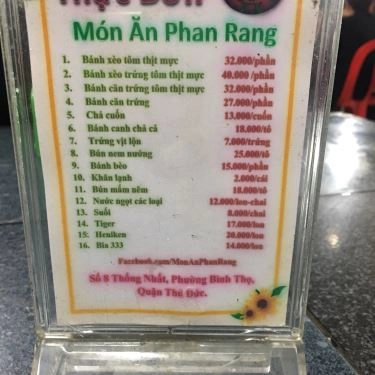 Thực Đơn
Món Ăn Phan Rang
1. Bánh xèo tôm thịt mực 32.000/phần
2. Bánh xèo trứng tôm thịt mực 40.000 /phần
3. Bánh căn trứng tôm thịt mực 32.000/phần
4. Bánh căn trứng 27.000/phần
5. Chả cuốn 13.000/cuốn
6. Bánh canh chả cá 18.000/tô
7. Trứng vịt lộn 7.000/trứng
8. Bún nem nướng 25.000/tô
9. Bánh bèo 15.000/phần
10. Khăn lạnh 2.000/cái
11. Bún mắm nêm 18.000/tô
12. Nước ngọt các loại 12.000/lon-chai
13. Suối 8.000/chai
14. Tiger 17.000/lon
15: Heniken 20.000/lon
16. Bia 333 14.000/lon
Facebook.com/MonAnPhanRang
Số 8 Thống Nhất, Phường Bình Thọ,
Quận Thủ Đức.